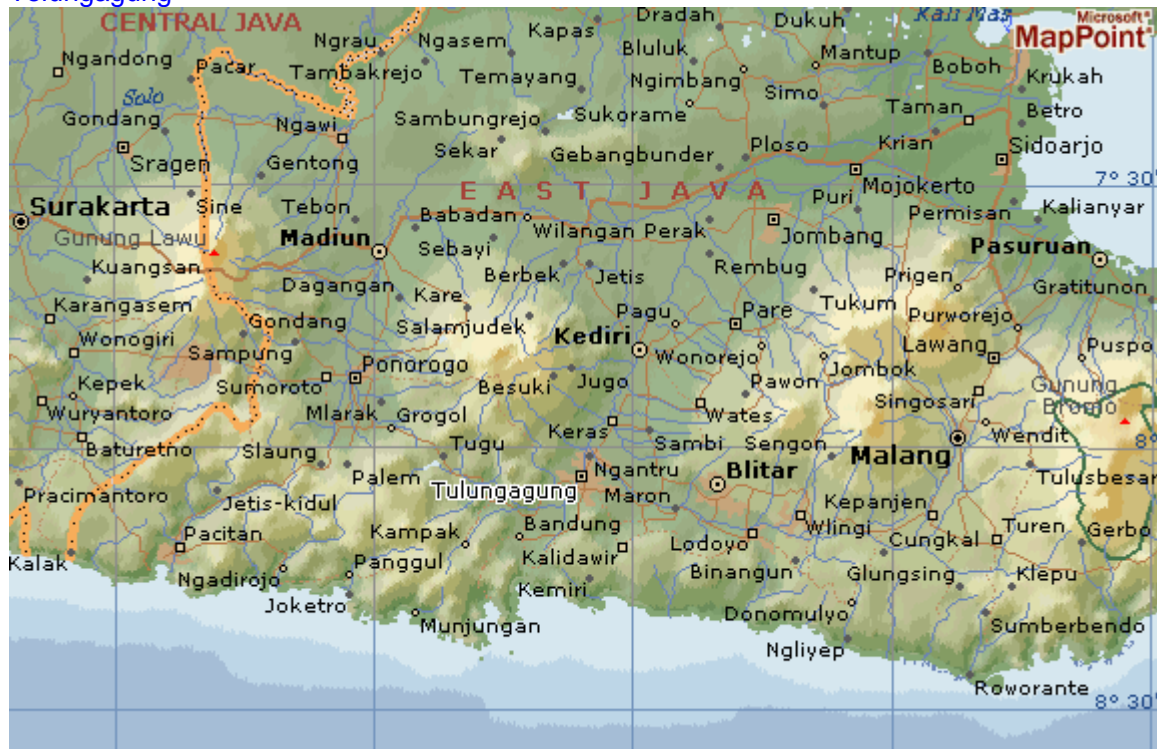 Tulungagung
CENTRAL JAVA
Dradah
Dukuh
Kali Mas
Microsoft®
MapPoint®
Ngrau
Ngasem
Kapas
Bluluk
Mantup
Ngandong
Pacar
Tambakrejo
Temayang
Ngimbang
Boboh
Krukah
Solo
Simo
Gondang
Ngawi
Sambungrejo
Sukorame
Taman
Betro
Sragen
Gentong
Sekar
Gebangbunder
Ploso
Krian
Sidoarjo
7° 30'
EAST JAVA
Mojokerto
Surakarta
Sine
Tebon
Babadan
Puri
Permisan
Kalianyar
Gunung Lawu
Madiun
Sebayi
Wilangan
Perak
Jombang
Pasuruan
Kuangsan
Dagangan
Berbek
Jetis
Rembug
Prigen
Gratitunon
Karangasem
Kare
Tukum
Gondang
Salamjudek
Pagu
Pare
Purworejo
Wonogiri
Kediri
Sampung
Wonorejo
Lawang
Puspo
Ponorogo
Jombok
Kepek
Sumoroto
Besuki
Jugo
Pawon
Gunung
Bromo
Wuryantoro
Mlarak
Grogol
Wates
Singosari
Keras
Wendit
Baturetno
Slaung
Tugu
Sambi
Sengon
Malang
8°
Palem
Ngantru
Blitar
Tulusbesar
Pracimantoro
Jetis-kidul
Tulungagung
Maron
Kepanjen
Pacitan
Kampak
Bandung
Wlingi
Turen
Gerbo
Kalak
Panggul
Kalidawir
Lodoyo
Cungkal
Ngadirojo
Kemiri
Binangun
Glungsing
Klepu
Joketro
Munjungan
Donomulyo
Sumberbendo
Ngliyep
Roworante
8° 30'